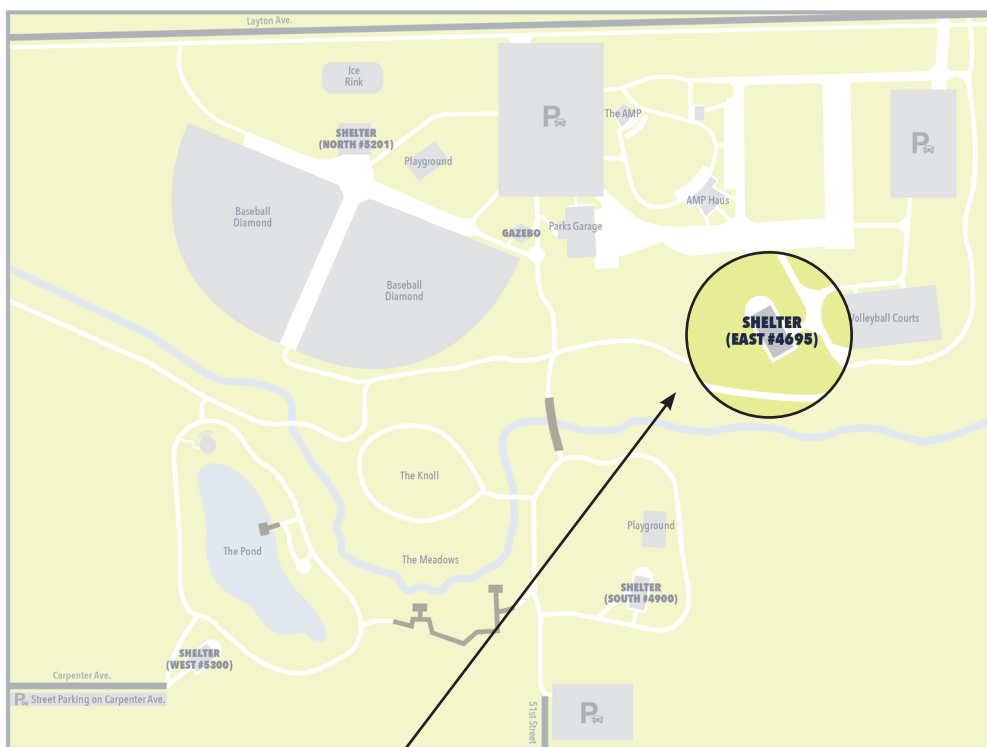 Layton Ave.
Ice
Rink
SHELTER
(NORTH #5201)
Playground
P
The AMP
P
AMP Haus
Baseball
Diamond
GAZEBO
Parks Garage
Baseball
Diamond
SHELTER
(EAST #4695)
Volleyball Courts
The Knoll
Playground
The Pond
The Meadows
SHELTER
(SOUTH #4900)
SHELTER
(WEST #5300)
Carpenter Ave.
P Street Parking on Carpenter Ave.
51st Street
P